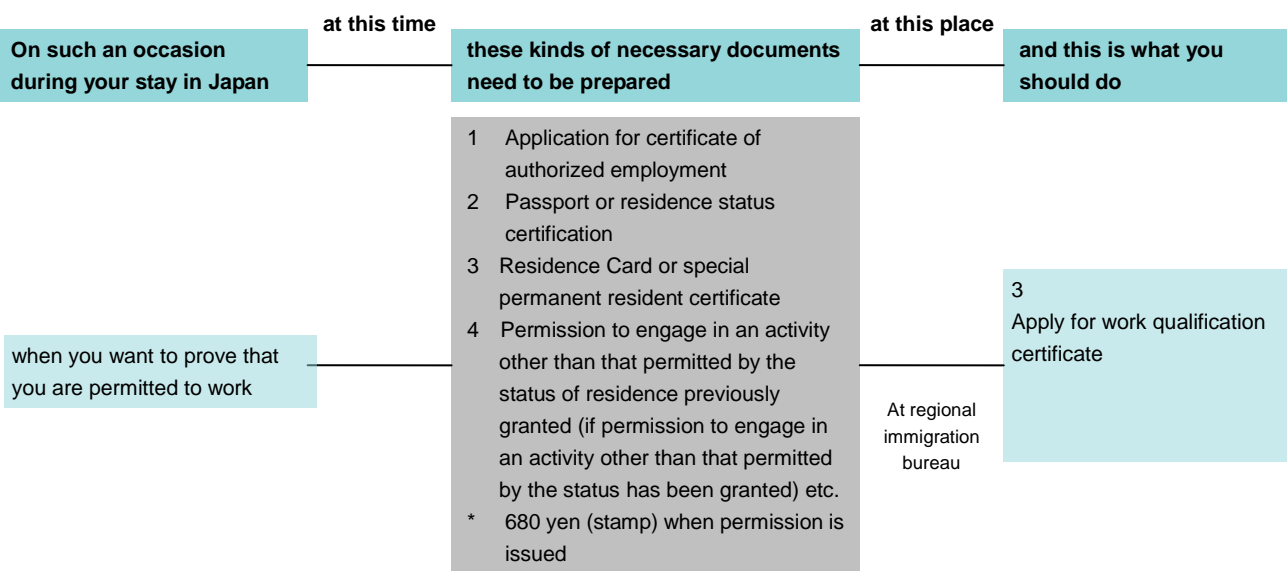 at this time
at this place
On such an occasion
during your stay in Japan
these kinds of necessary documents
need to be prepared
and this is what you
should do
when you want to prove that
you are permitted to work
1 Application for certificate of
authorized employment
2 Passport or residence status
certification
3 Residence Card or special
permanent resident certificate
4 Permission to engage in an activity
other than that permitted by the
status of residence previously
granted (if permission to engage in
an activity other than that permitted
by the status has been granted) etc.
* 680 yen (stamp) when permission is
issued
At regional
immigration
bureau
3
Apply for work qualification
certificate